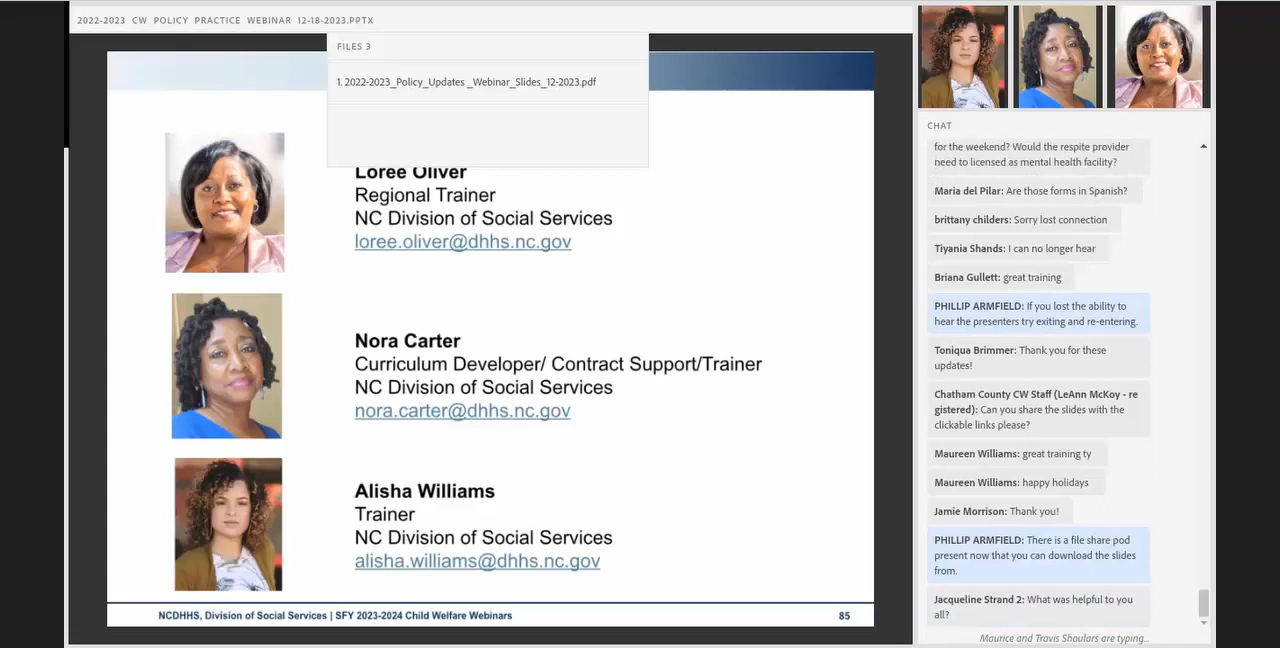 2022-2023 CW POLICY PRACTICE WEBINAR 12-18-2023.PPTX
FILES 3
1. 2022-2023_Policy_Updates _Webinar_Slides_12-2023.pdf
Loree Oliver
Regional Trainer
NC Division of Social Services
loree.oliver@dhhs.nc.gov
Nora Carter
Curriculum Developer/ Contract Support/Trainer
NC Division of Social Services
nora.carter@dhhs.nc.gov
Alisha Williams
Trainer
NC Division of Social Services
alisha.williams@dhhs.nc.gov
NCDHHS, Division of Social Services | SFY 2023-2024 Child Welfare Webinars
85
CHAT
for the weekend? Would the respite provider
need to licensed as mental health facility?
Maria del Pilar: Are those forms in Spanish?
brittany childers: Sorry lost connection
Tiyania Shands: I can no longer hear
Briana Gullett: great training
PHILLIP ARMFIELD: If you lost the ability to
hear the presenters try exiting and re-entering.
Toniqua Brimmer: Thank you for these
updates!
Chatham County CW Staff (LeAnn McKoy - re
gistered): Can you share the slides with the
clickable links please?
Maureen Williams: great training ty
Maureen Williams: happy holidays
Jamie Morrison: Thank you!
PHILLIP ARMFIELD: There is a file share pod
present now that you can download the slides
from.
Jacqueline Strand 2: What was helpful to you
all?
Maurice and Travis Shoulars are typing...